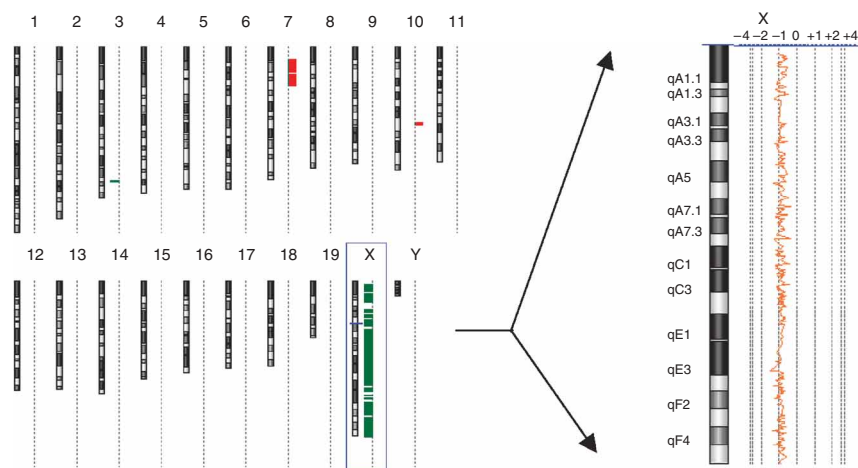 1 2 3 4 5 6 7 8 9 10 11
12 13 14 15 16 17 18 19 X Y
X
−4 −2 −1 0 +1 +2 +4
qA1.1
qA1.3
qA3.1
qA3.3
qA5
qA7.1
qA7.3
qC1
qC3
qE1
qE3
qF2
qF4